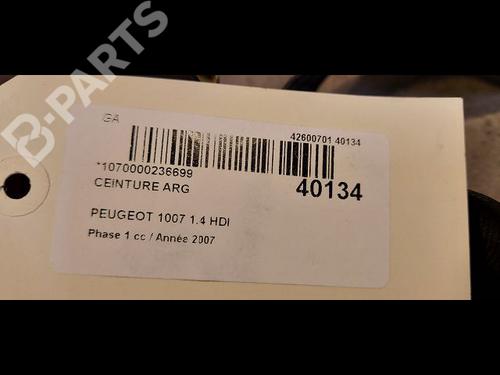 B-PARTS
GA
42600701 40134
*1070000236699
40134
CEINTURE ARG
PEUGEOT 1007 1.4 HDI
Phase 1 cc / Année 2007